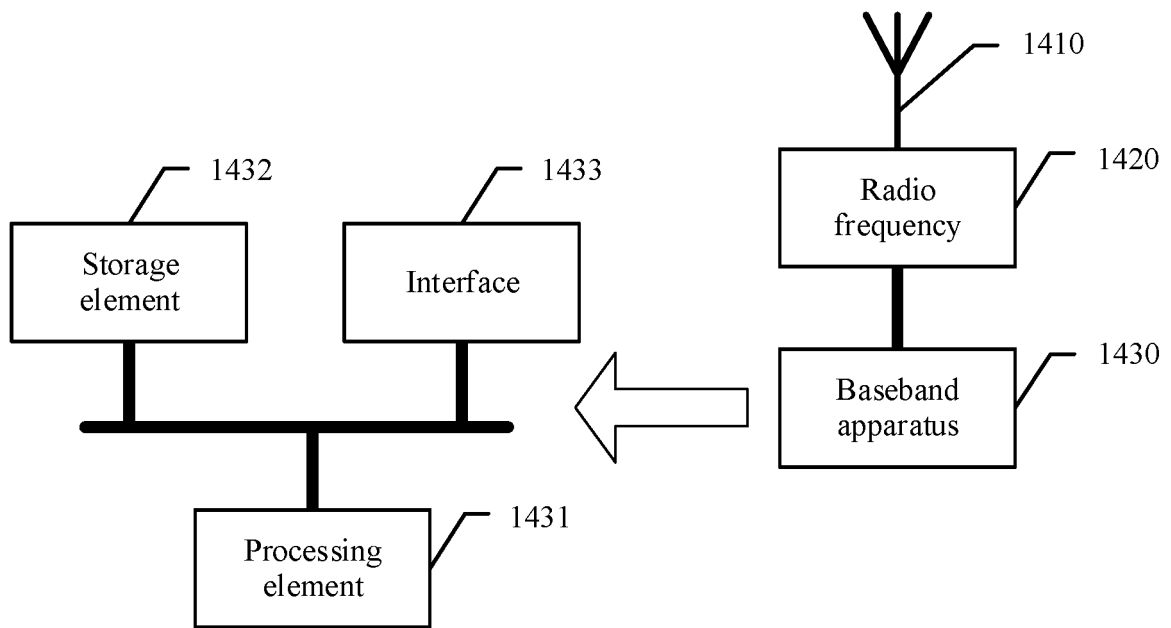 1410
1432
1433
1420
Radio
frequency
Storage
element
Interface
1430
Baseband
apparatus
1431
Processing
element